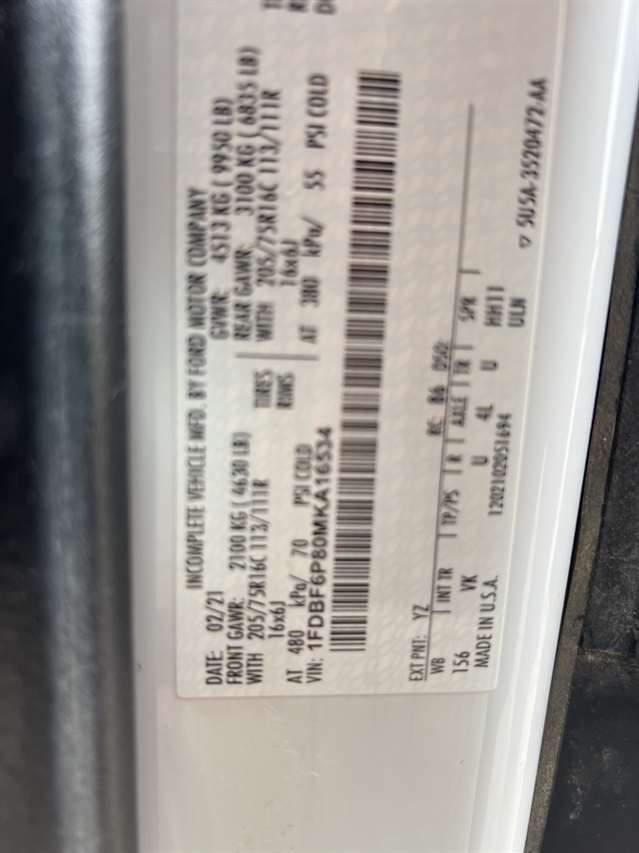 INCOMPLETE VEHICLE MFD. BY FORD MOTOR COMPANY
DATE: 02/21 GVWR: 4513 KG ( 9950 LB)
FRONT GAWR: 2100 KG ( 4630 LB) REAR GAWR: 3100 KG ( 6835 LB)
WITH 205/75R16C 113/111R TIRES WITH 205/75R16C 113/111R
16x6J RIMS 16x6J
AT 480 kPa/ 70 PSI COLD AT 380 kPa/ 55 PSI COLD
VIN: 1FDBF6P80MKA16534
EXT PNT: YZ RC: 86 DSO:
WB INT TR TP/PS R AXLE TR SPR
156 VK U 4L U HH11
MADE IN U.S.A. ULN
1202102051694
5U5A-3520472-AA